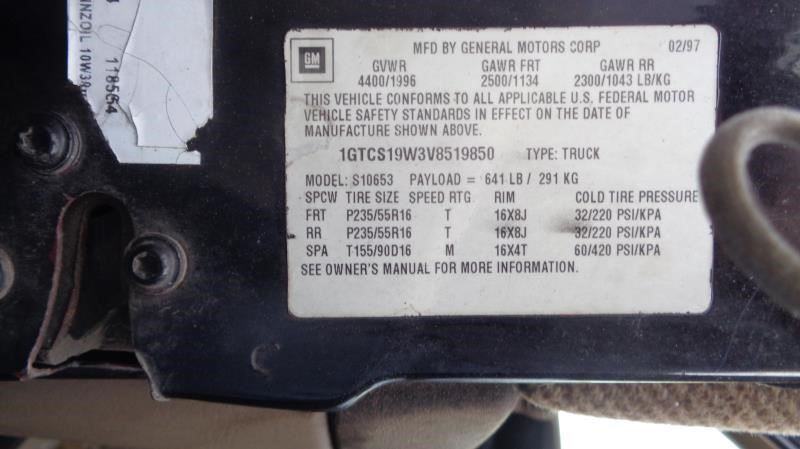 NZOIL 10W30
118564
GM
MFD BY GENERAL MOTORS CORP 02/97
GVWR GAWR FRT GAWR RR
4400/1996 2500/1134 2300/1043 LB/KG
THIS VEHICLE CONFORMS TO ALL APPLICABLE U.S. FEDERAL MOTOR
VEHICLE SAFETY STANDARDS IN EFFECT ON THE DATE OF
MANUFACTURE SHOWN ABOVE.
1GTCS19W3V8519850 TYPE: TRUCK
MODEL: S10653 PAYLOAD = 641 LB / 291 KG
SPCW TIRE SIZE SPEED RTG RIM COLD TIRE PRESSURE
FRT P235/55R16 T 16X8J 32/220 PSI/KPA
RR P235/55R16 T 16X8J 32/220 PSI/KPA
SPA T155/90D16 M 16X4T 60/420 PSI/KPA
SEE OWNER'S MANUAL FOR MORE INFORMATION.